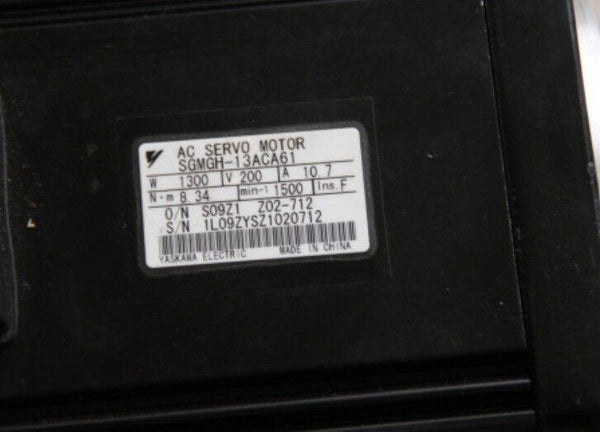 AC SERVO MOTOR
SGMGH-13ACA61
W 1300 V 200 A 10.7
N-m 8.34 min-1 1500 Ins.F
O/N S09Z1 Z02-712
S/N 1L09ZYSZ1020712
YASKAWA ELECTRIC MADE IN CHINA